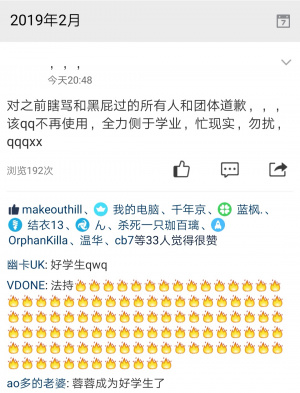 2019年2月
, , ,
今天20:48
对之前瞎骂和黑屁过的所有人和团体道歉，，，
该qq不再使用，全力侧于学业，忙现实，勿扰，
qqqxx
浏览192次
makeouthill、 我的电脑、千年京、 蓝枫.、
结衣13、 ん、杀死一只珈百璃、
OrphanKilla、温华、cb7等33人觉得很赞
幽卡UK: 好学生qwq
VDONE: 法持
ao多的老婆: 蓉蓉成为好学生了